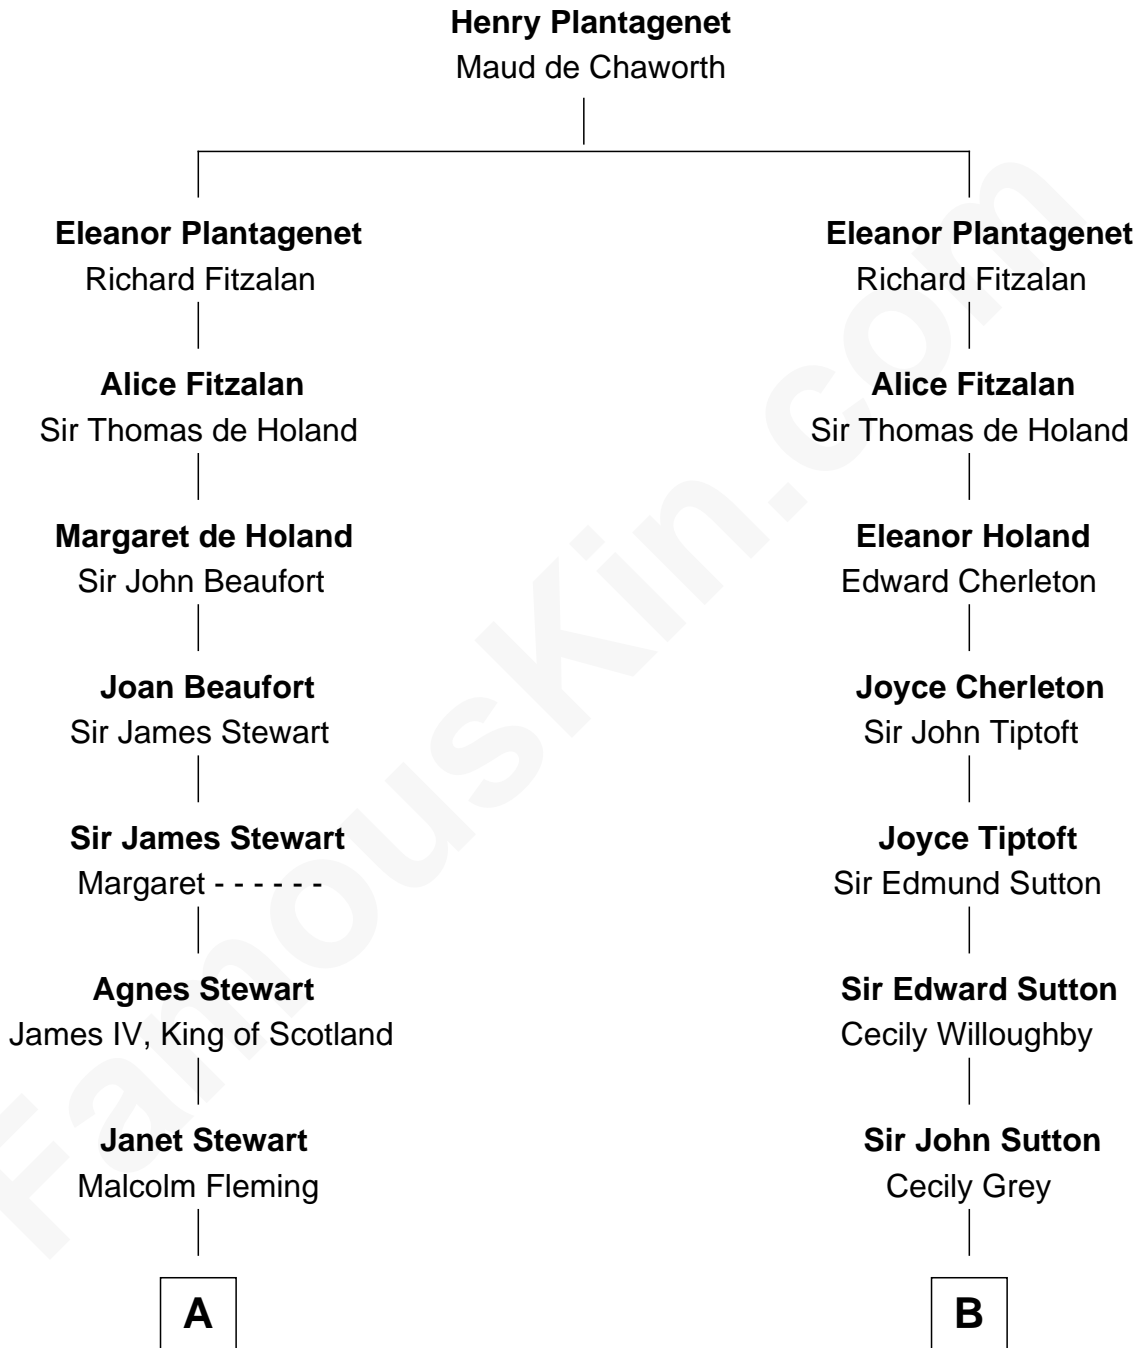 Henry Plantagenet
Maud de Chaworth
Eleanor Plantagenet
Richard Fitzalan
Alice Fitzalan
Sir Thomas de Holand
Margaret de Holand
Sir John Beaufort
Joan Beaufort
Sir James Stewart
Sir James Stewart
Margaret - - - - - -
Agnes Stewart
James IV, King of Scotland
Janet Stewart
Malcolm Fleming
A
Eleanor Plantagenet
Richard Fitzalan
Alice Fitzalan
Sir Thomas de Holand
Eleanor Holand
Edward Cherleton
Joyce Cherleton
Sir John Tiptoft
Joyce Tiptoft
Sir Edmund Sutton
Sir Edward Sutton
Cecily Willoughby
Sir John Sutton
Cecily Grey
B
FamousKin.com